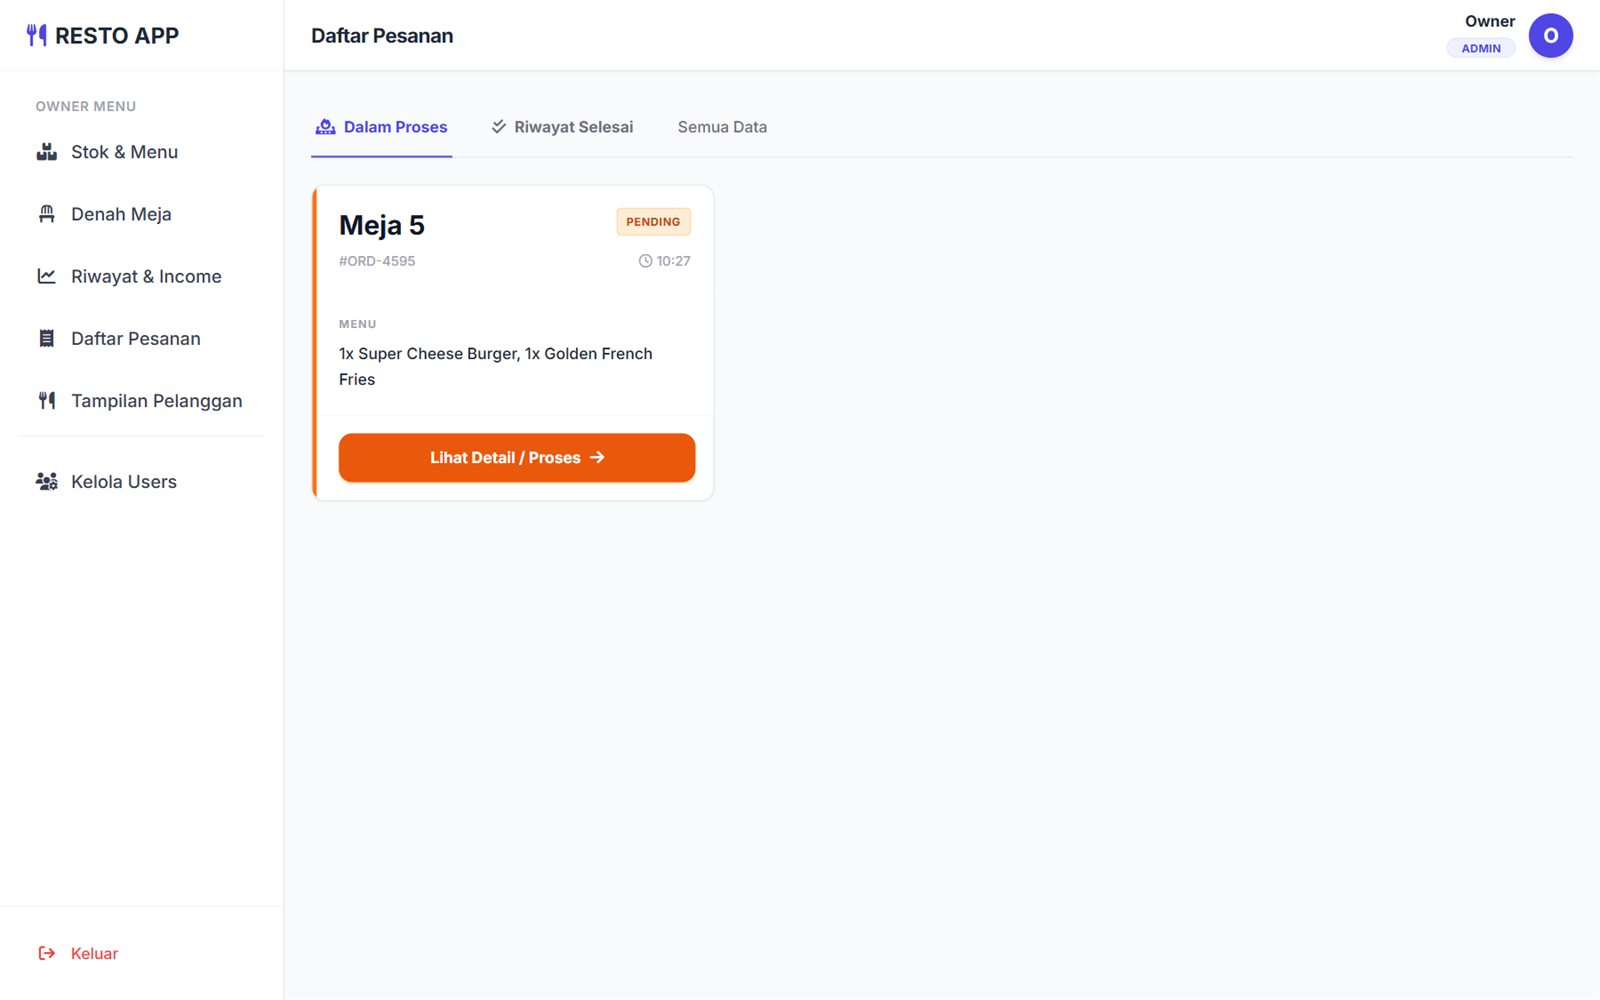 RESTO APP
OWNER MENU
Stok & Menu
Denah Meja
Riwayat & Income
Daftar Pesanan
Tampilan Pelanggan
Kelola Users
Keluar
Daftar Pesanan
Owner
ADMIN
O
Dalam Proses
Riwayat Selesai
Semua Data
Meja 5
PENDING
#ORD-4595
10:27
MENU
1x Super Cheese Burger, 1x Golden French
Fries
Lihat Detail / Proses →